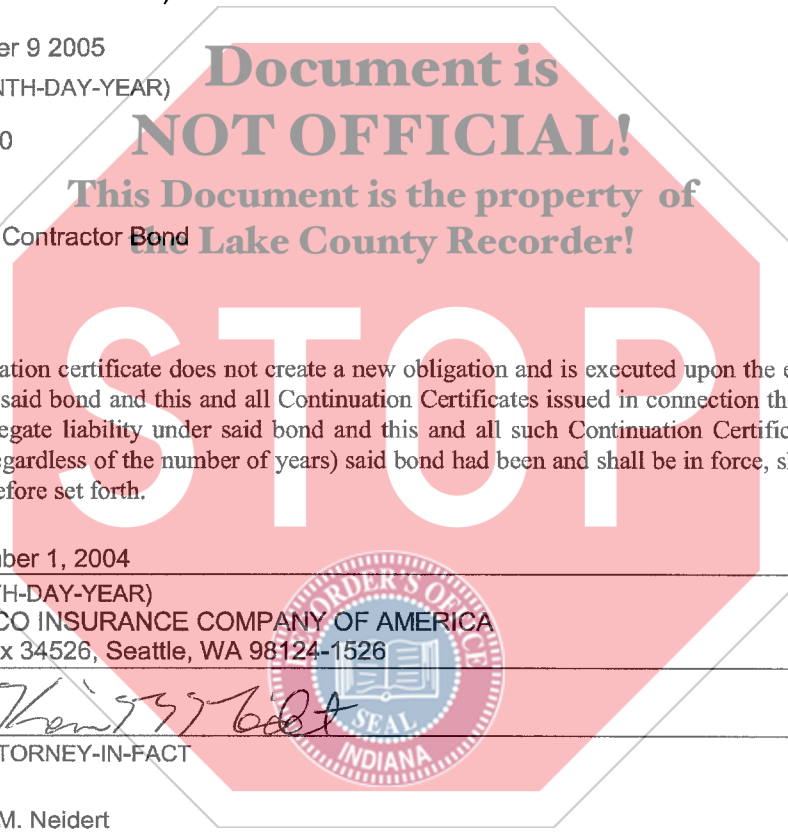 er 9 2005
NTH-DAY-YEAR)
0
Document is
NOT OFFICIAL!
This Document is the property of
the Lake County Recorder!
Contractor Bond
STOP
ation certificate does not create a new obligation and is executed upon the e
said bond and this and all Continuation Certificates issued in connection th
egate liability under said bond and this and all such Continuation Certific
egardless of the number of years) said bond had been and shall be in force, s
efore set forth.
ber 1, 2004
TH-DAY-YEAR)
CO INSURANCE COMPANY OF AMERICA
x 34526, Seattle, WA 98124-1526
RECORDER'S OFFICE
SEAL
INDIANA
TORNEY-IN-FACT
M. Neidert